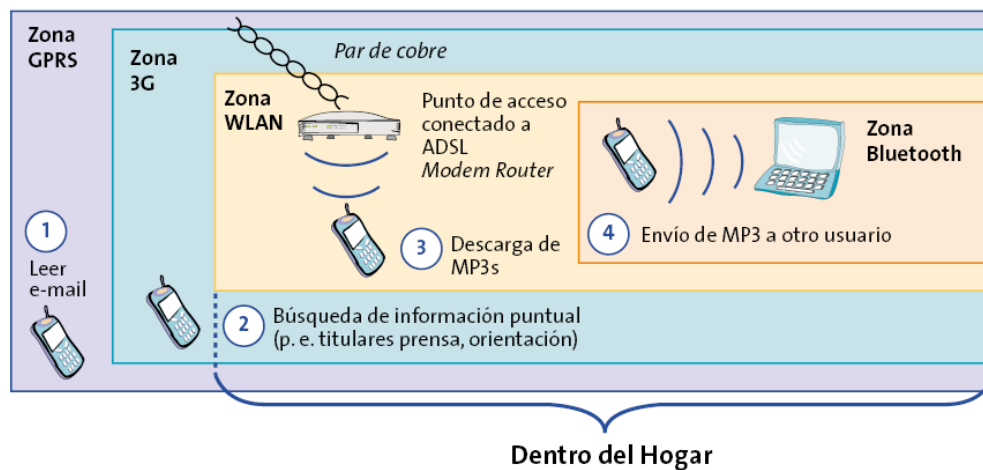 Zona
GPRS
Zona
3G
Par de cobre
Zona
WLAN
Punto de acceso
conectado a
ADSL
Modem Router
Zona
Bluetooth
1
Leer
e-mail
2
Búsqueda de información puntual
(p. e. titulares prensa, orientación)
3
Descarga de
MP3s
4
Envío de MP3 a otro usuario
Dentro del Hogar